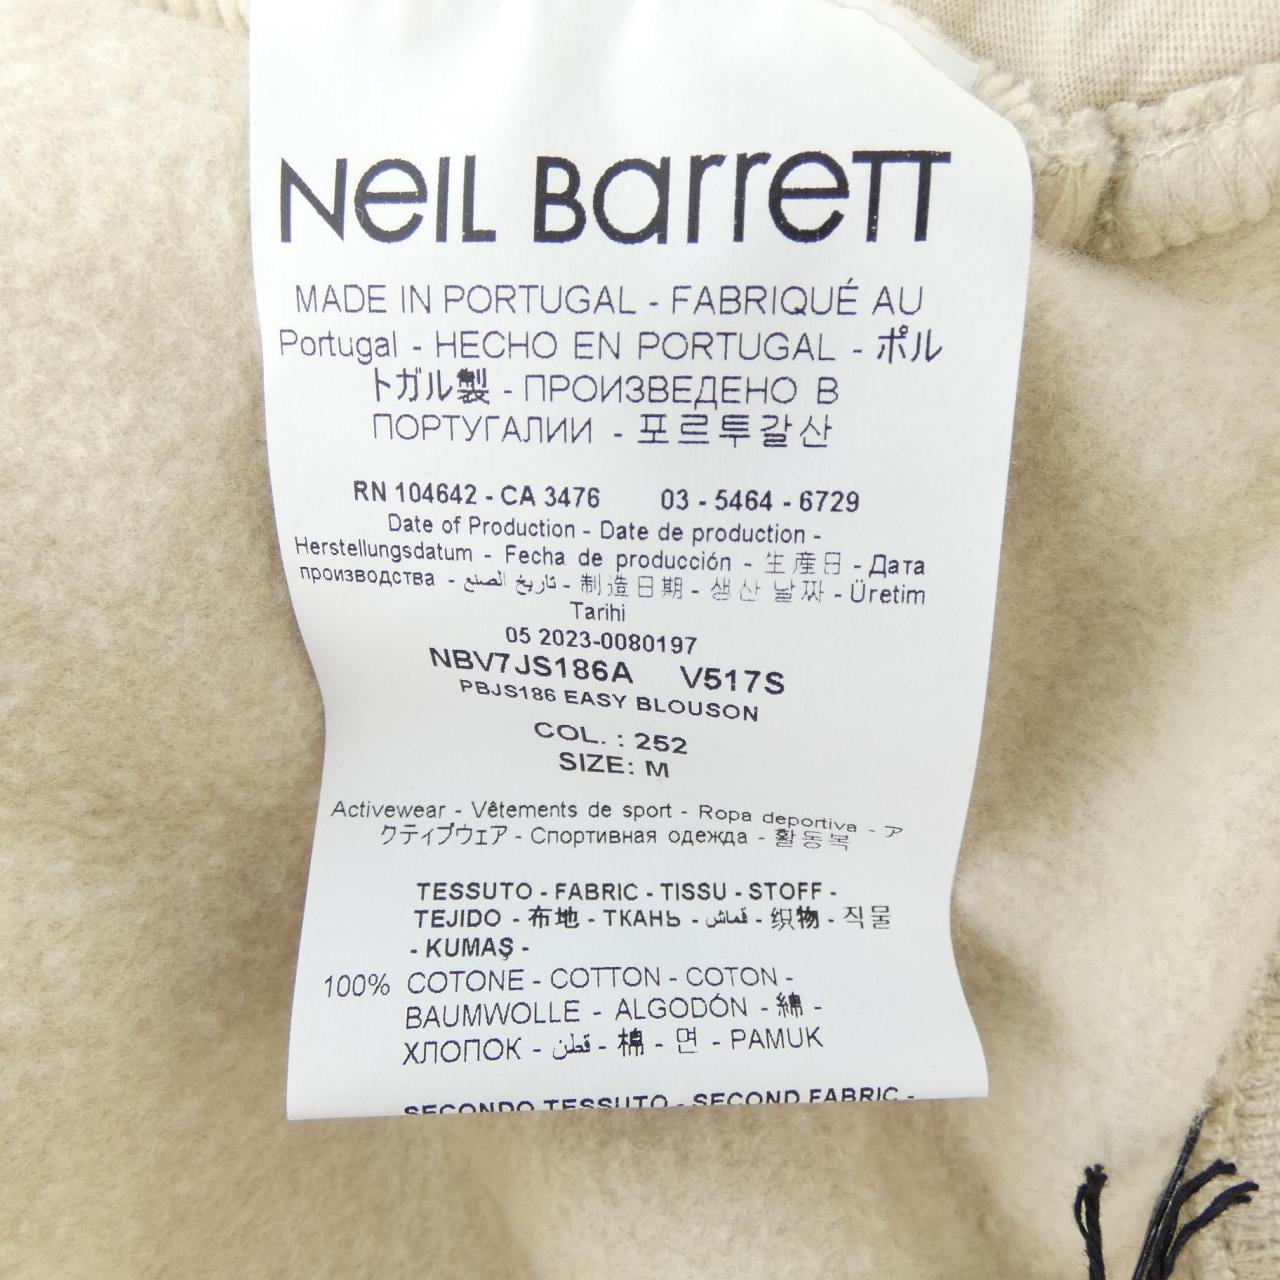 Neil Barrett
MADE IN PORTUGAL - FABRIQUÉ AU
Portugal - HECHO EN PORTUGAL - ポル
トガル製 - ПРОИЗВЕДЕНО В
ПОРТУГАЛИИ - 포르투갈산
RN 104642 - CA 3476 03 - 5464 - 6729
Date of Production - Date de production -
Herstellungsdatum - Fecha de producción - 生産日 - Дата
производства - تاريخ الصنع - 制造日期 - 생산 날짜 - Üretim
Tarihi
05 2023-0080197
NBV7JS186A V517S
PBJS186 EASY BLOUSON
COL. : 252
SIZE: M
Activewear - Vêtements de sport - Ropa deportiva - ア
クティブウェア - Спортивная одежда - 활동복
TESSUTO - FABRIC - TISSU - STOFF -
TEJIDO - 布地 - ТКАНЬ - قماش - 织物 - 직물
- KUMAŞ -
100% COTONE - COTTON - COTON -
BAUMWOLLE - ALGODÓN - 綿 -
ХЛОПОК - قطن - 棉 - 면 - PAMUK
SECONDO TESSUTO - SECOND FABRIC -